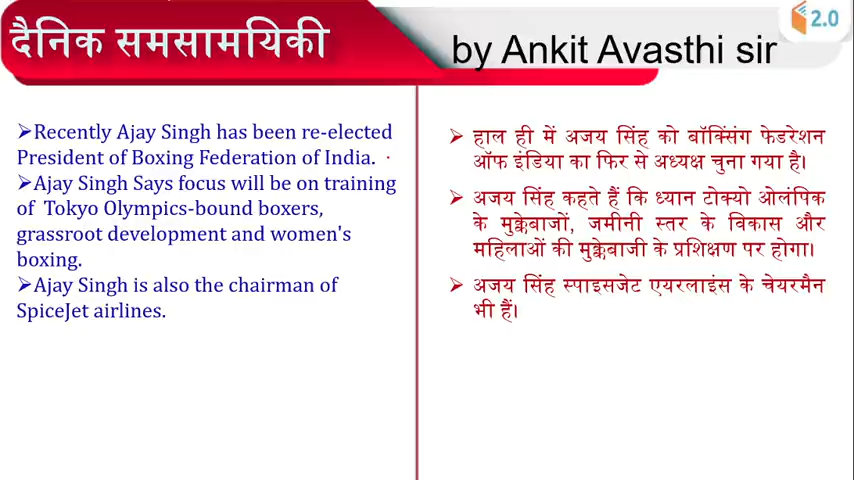 दैनिक समसामयिकी
by Ankit Avasthi sir
2.0
➢Recently Ajay Singh has been re-elected
President of Boxing Federation of India.
➢Ajay Singh Says focus will be on training
of Tokyo Olympics-bound boxers,
grassroot development and women's
boxing.
➢Ajay Singh is also the chairman of
SpiceJet airlines.
➢ हाल ही में अजय सिंह को बॉक्सिंग फेडरेशन
ऑफ इंडिया का फिर से अध्यक्ष चुना गया है।
➢ अजय सिंह कहते हैं कि ध्यान टोक्यो ओलंपिक
के मुक्केबाजों, जमीनी स्तर के विकास और
महिलाओं की मुक्केबाजी के प्रशिक्षण पर होगा।
➢ अजय सिंह स्पाइसजेट एयरलाइंस के चेयरमैन
भी हैं।